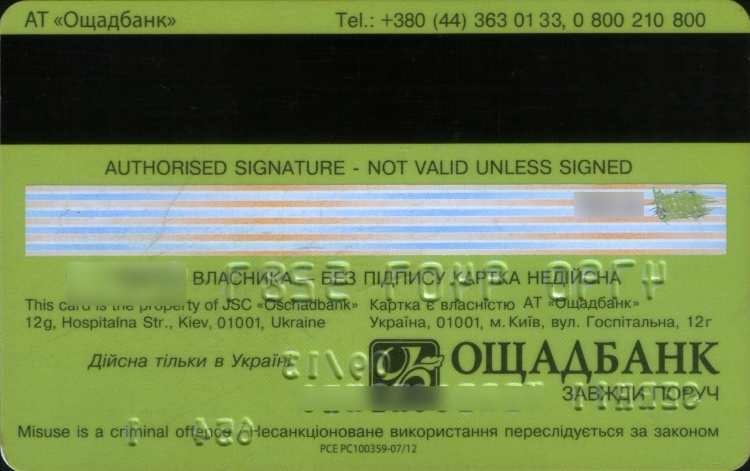 АТ «Ощадбанк» Tel.: +380 (44) 363 01 33, 0 800 210 800
AUTHORISED SIGNATURE - NOT VALID UNLESS SIGNED
ВЛАСНИКА – БЕЗ ПІДПИСУ КАРТКА НЕДІЙСНА
This card is the property of JSC «Oschadbank»
12g, Hospitalna Str., Kiev, 01001, Ukraine
Картка є власністю АТ "Ощадбанк"
Україна, 01001, м. Київ, вул. Госпітальна, 12г
Дійсна тільки в Україні
ОЩАДБАНК
ЗАВЖДИ ПОРУЧ
Misuse is a criminal offence / Несанкціоноване використання переслідується за законом
PCE PC100359-07/12